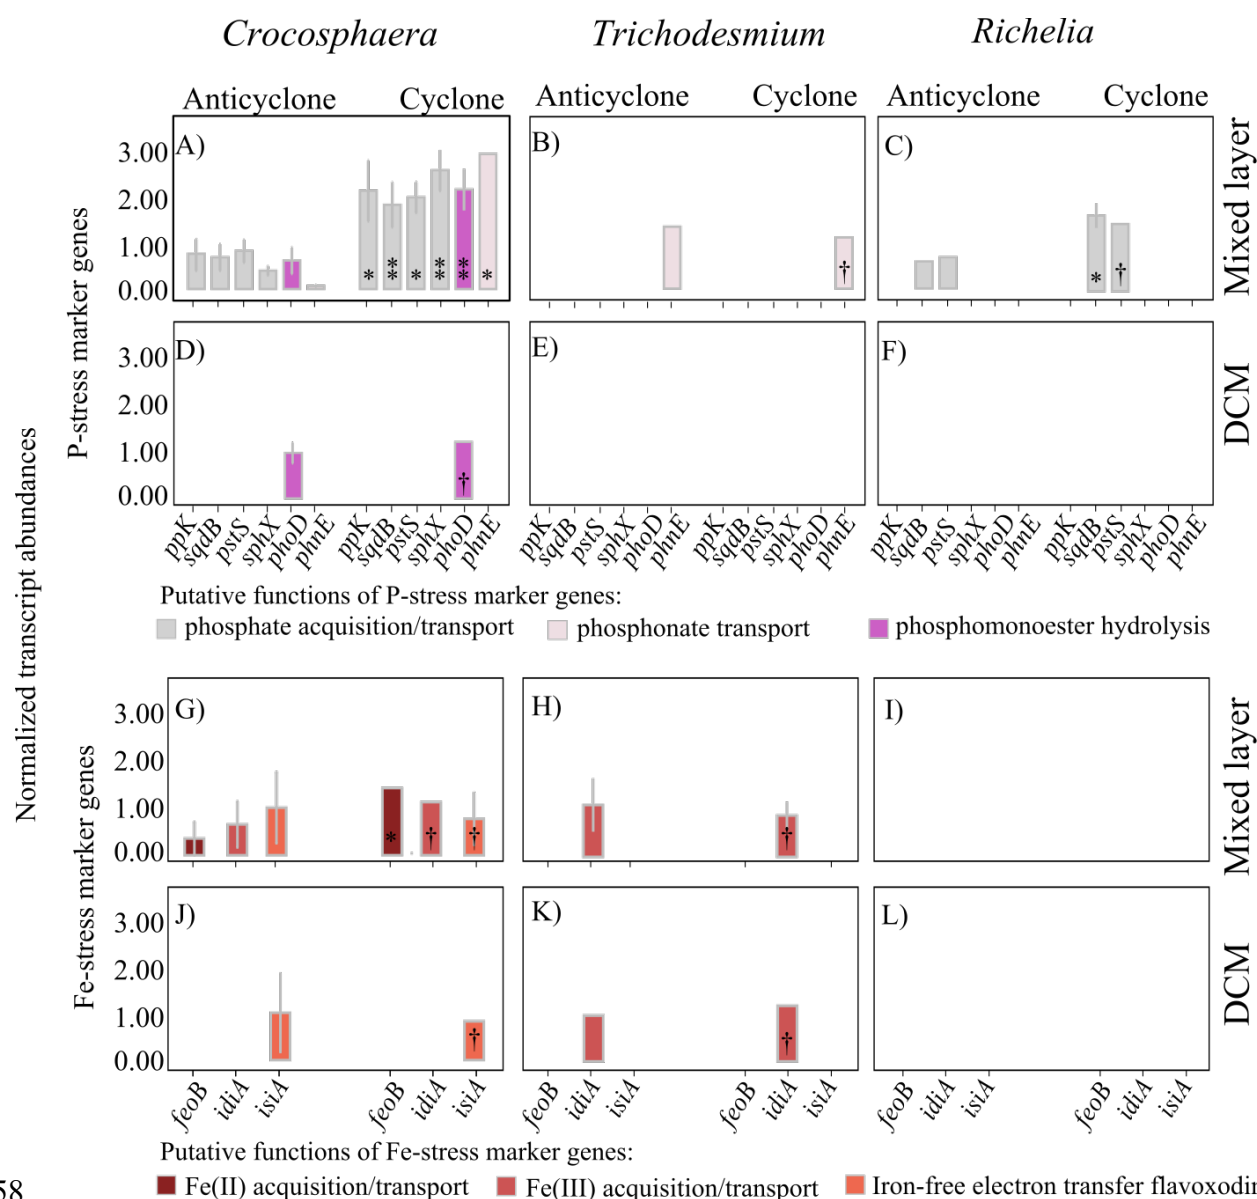 Crocosphaera Trichodesmium Richelia
Anticyclone Cyclone Anticyclone Cyclone Anticyclone Cyclone
A) B) C)
3.00
2.00
1.00
0.00
* ** * ** ** * † * †
Mixed layer
D) E) F)
3.00
2.00
1.00
0.00
† 
DCM
P-stress marker genes
Normalized transcript abundances
ppK sqdB pstS sphX phoD phnE ppK sqdB pstS sphX phoD phnE ppK sqdB pstS sphX phoD phnE ppK sqdB pstS sphX phoD phnE ppK sqdB pstS sphX phoD phnE ppK sqdB pstS sphX phoD phnE
Putative functions of P-stress marker genes:
phosphate acquisition/transport phosphonate transport phosphomonoester hydrolysis
G) H) I)
3.00
2.00
1.00
0.00
* † † †
Mixed layer
J) K) L)
3.00
2.00
1.00
0.00
† †
DCM
Fe-stress marker genes
feoB idiA isiA feoB idiA isiA feoB idiA isiA feoB idiA isiA feoB idiA isiA feoB idiA isiA
Putative functions of Fe-stress marker genes:
58 Fe(II) acquisition/transport Fe(III) acquisition/transport Iron-free electron transfer flavoxodin